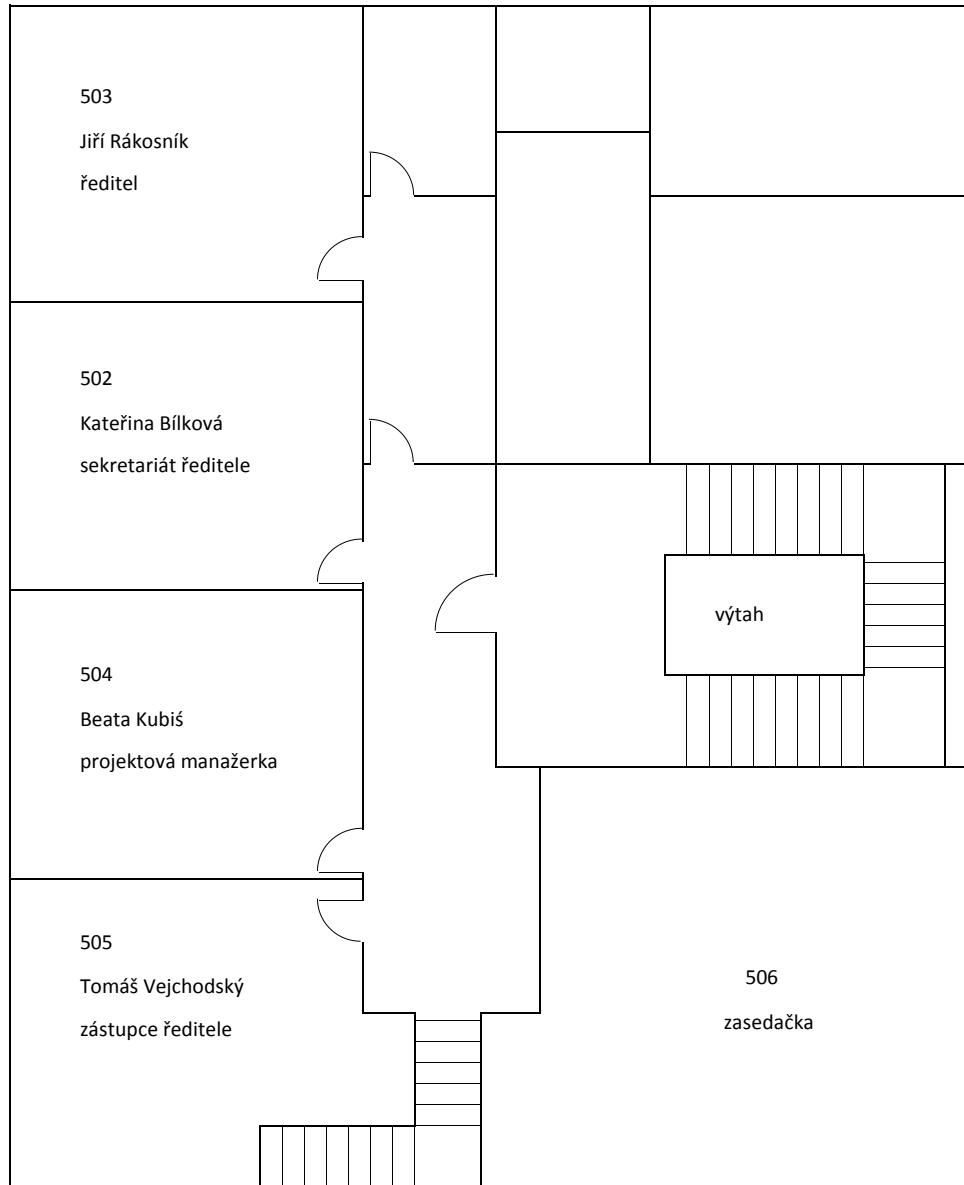 503
Jiří Rákosník
ředitel
502
Kateřina Bílková
sekretariát ředitele
výtah
504
Beata Kubiś
projektová manažerka
505
Tomáš Vejchodský
zástupce ředitele
506
zasedačka